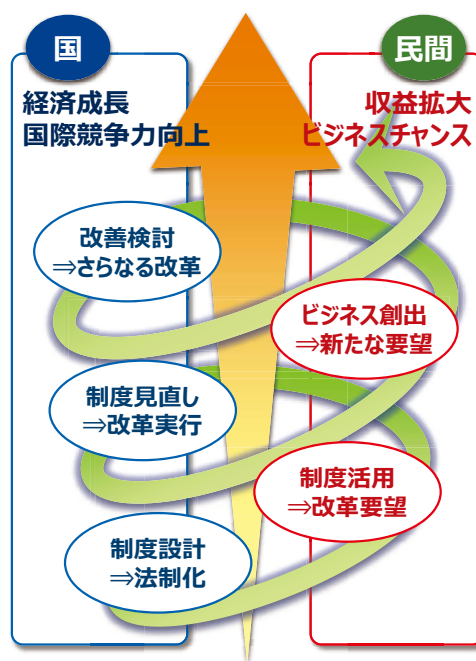 国
経済成長
国際競争力向上
民間
収益拡大
ビジネスチャンス
改善検討
⇒さらなる改革
ビジネス創出
⇒新たな要望
制度見直し
⇒改革実行
制度活用
⇒改革要望
制度設計
⇒法制化